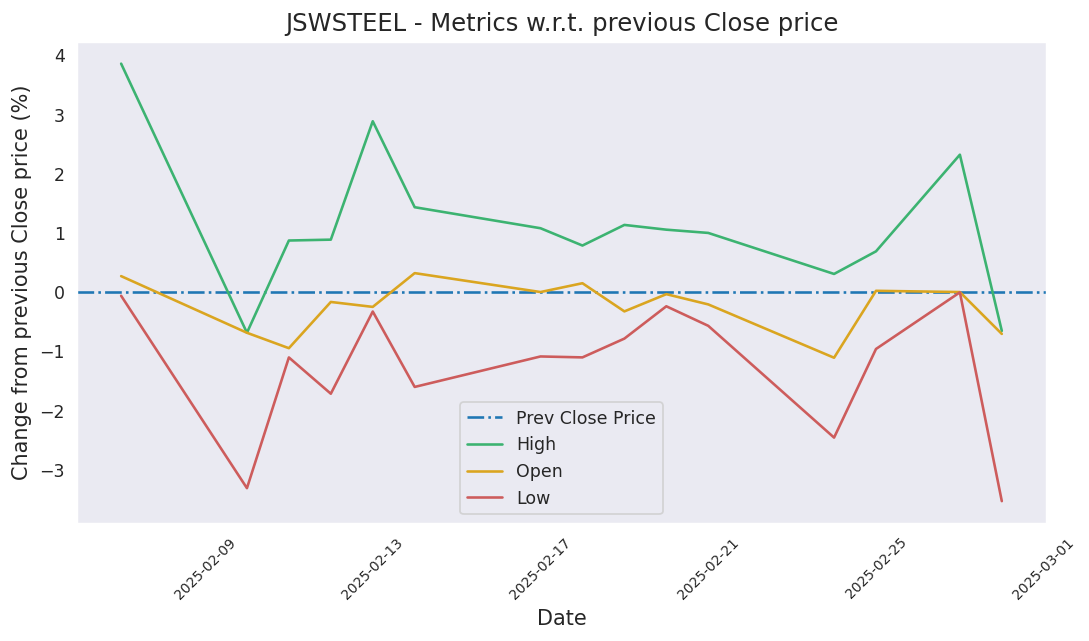 JSWSTEEL - Metrics w.r.t. previous Close price
Change from previous Close price (%)
4
3
2
1
0
−1
−2
−3
Prev Close Price
High
Open
Low
2025-02-09
2025-02-13
2025-02-17
2025-02-21
2025-02-25
2025-03-01
Date